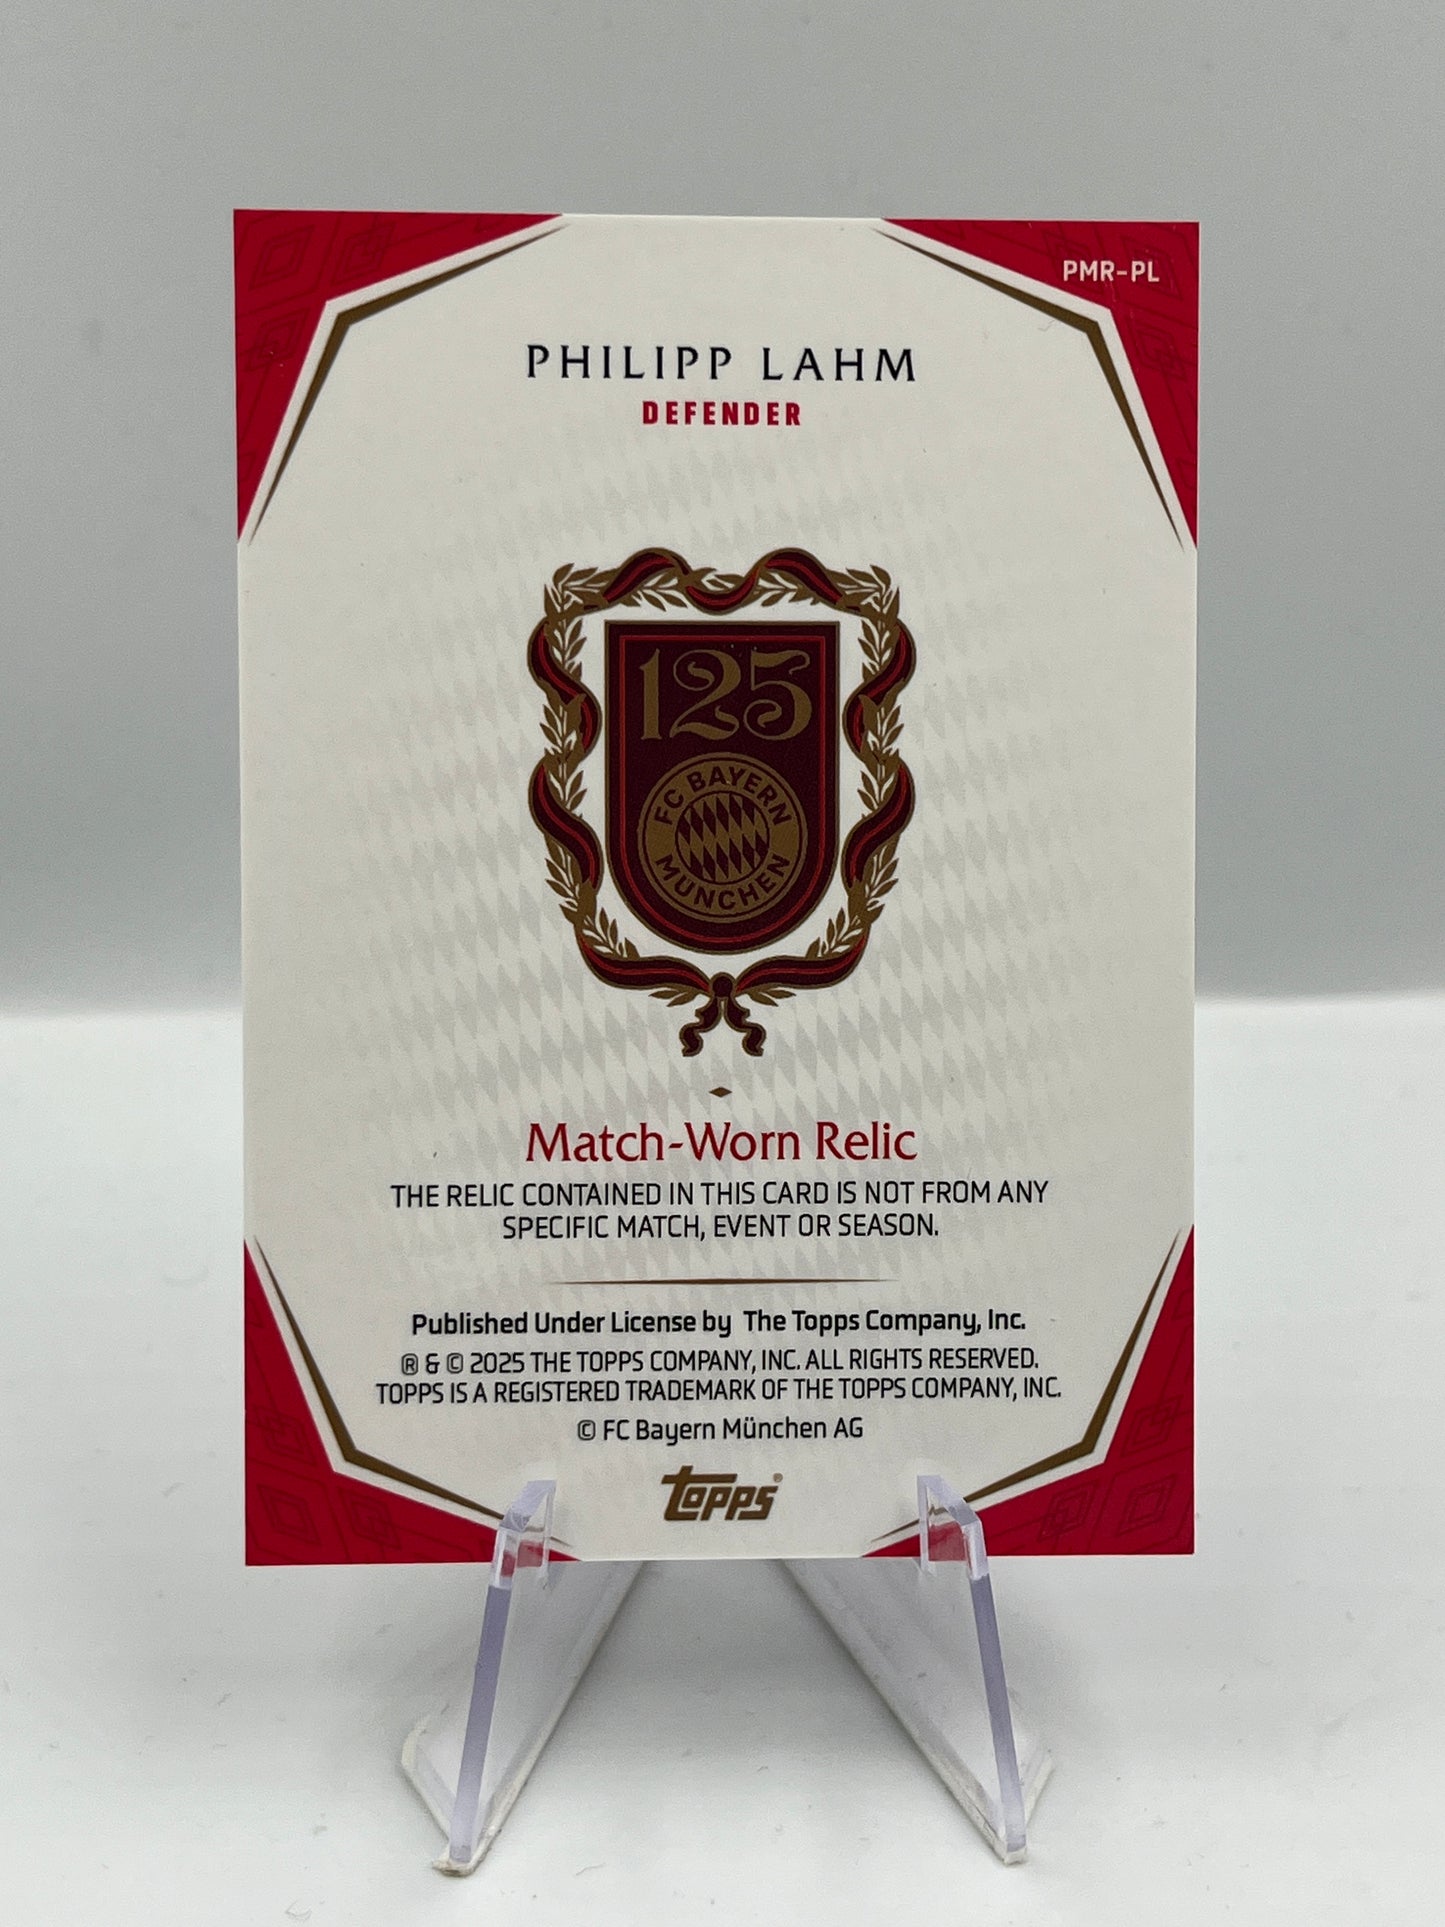 PMR-PL
PHILIPP LAHM
DEFENDER
125
FC BAYERN
MÜNCHEN
Match-Worn Relic
THE RELIC CONTAINED IN THIS CARD IS NOT FROM ANY
SPECIFIC MATCH, EVENT OR SEASON.
Published Under License by The Topps Company, Inc.
® & © 2025 THE TOPPS COMPANY, INC. ALL RIGHTS RESERVED.
TOPPS IS A REGISTERED TRADEMARK OF THE TOPPS COMPANY, INC.
© FC Bayern München AG
topps®